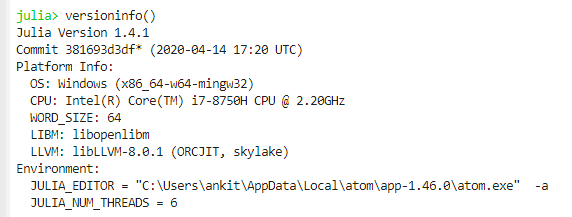 julia> versioninfo()
Julia Version 1.4.1
Commit 381693d3df* (2020-04-14 17:20 UTC)
Platform Info:
  OS: Windows (x86_64-w64-mingw32)
  CPU: Intel(R) Core(TM) i7-8750H CPU @ 2.20GHz
  WORD_SIZE: 64
  LIBM: libopenlibm
  LLVM: libLLVM-8.0.1 (ORCJIT, skylake)
Environment:
  JULIA_EDITOR = "C:\Users\ankit\AppData\Local\atom\app-1.46.0\atom.exe"  -a
  JULIA_NUM_THREADS = 6